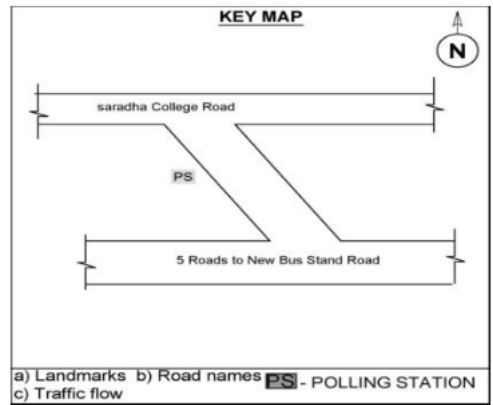 KEY MAP
N
saradha College Road
PS
5 Roads to New Bus Stand Road
a) Landmarks b) Road names PS - POLLING STATION
c) Traffic flow